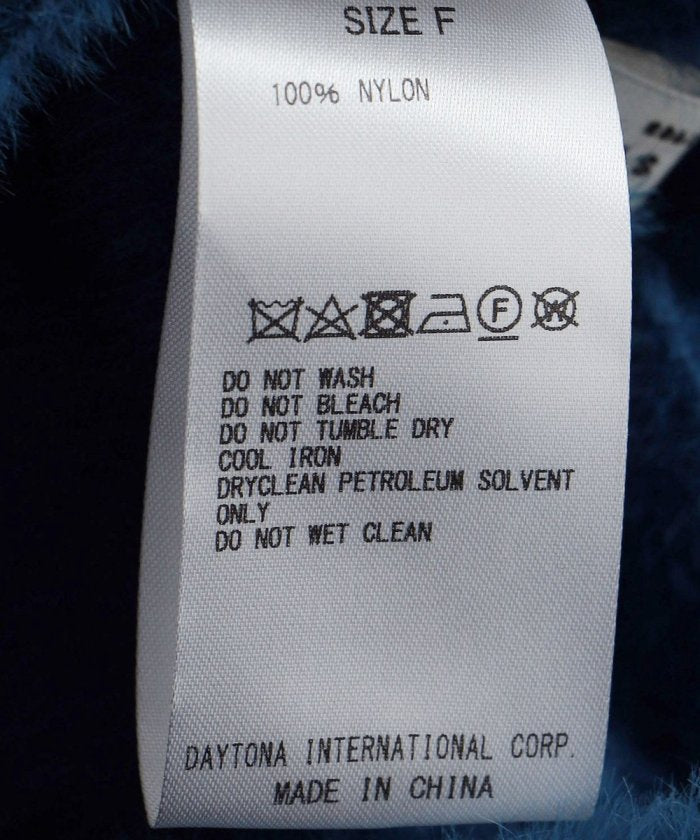 SIZE F
100% NYLON
F
W
DO NOT WASH
DO NOT BLEACH
DO NOT TUMBLE DRY
COOL IRON
DRYCLEAN PETROLEUM SOLVENT
ONLY
DO NOT WET CLEAN
DAYTONA INTERNATIONAL CORP.
MADE IN CHINA